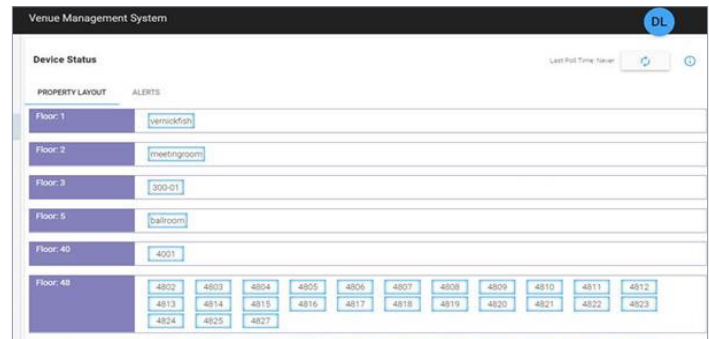 Venue Management System
DL
Device Status
Last Poll Time: Never
PROPERTY LAYOUT ALERTS
Floor: 1 vernickfish
Floor: 2 meetingroom
Floor: 3 300-01
Floor: 5 ballroom
Floor: 40 4001
Floor: 48 4802 4803 4804 4805 4806 4807 4808 4809 4810 4811 4812
4813 4814 4815 4816 4817 4818 4819 4820 4821 4822 4823
4824 4825 4827